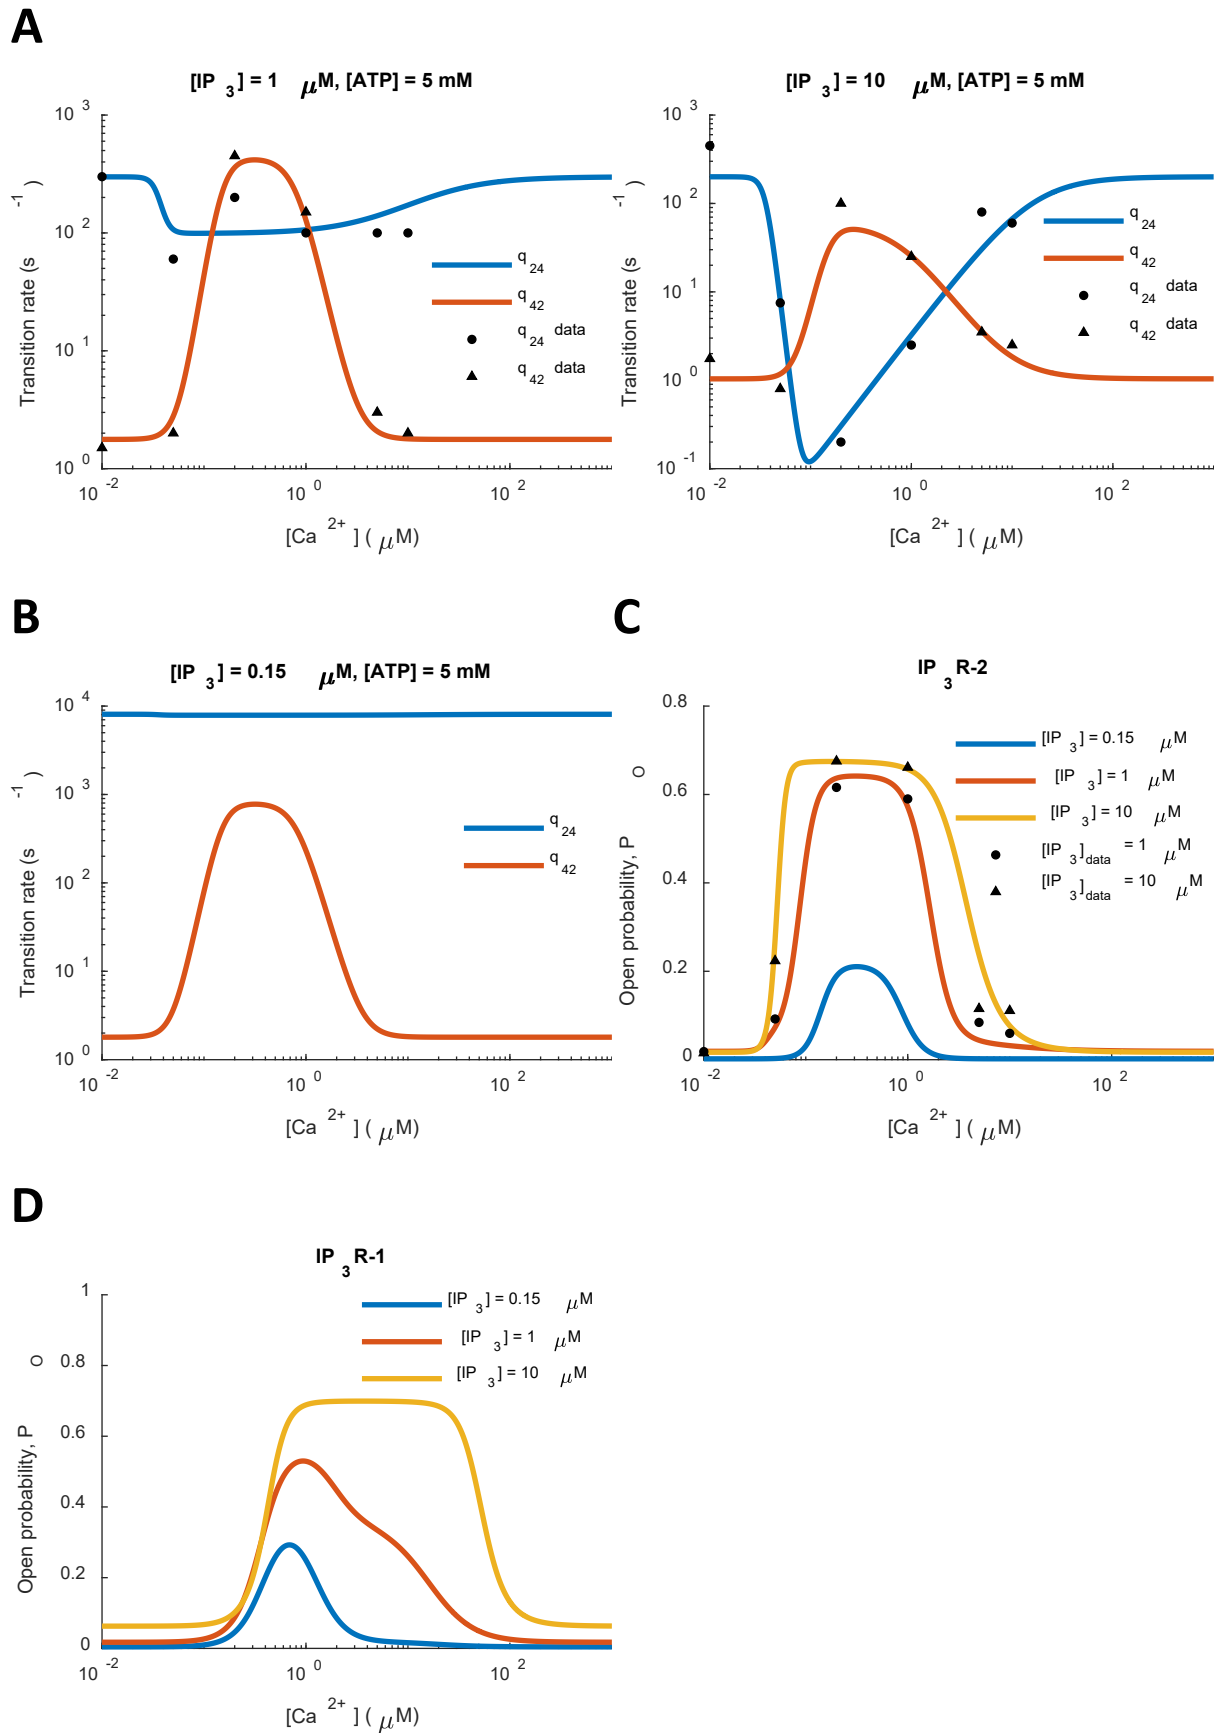 A
[IP 3] = 1 μM, [ATP] = 5 mM
10 3
10 2
10 1
10 0
Transition rate (s -1)
q 24
q 42
q 24 data
q 42 data
10 -2
10 0
10 2
[Ca 2+ ] ( μM)
[IP 3] = 10 μM, [ATP] = 5 mM
10 3
10 2
10 1
10 0
10 -1
Transition rate (s -1)
q 24
q 42
q 24 data
q 42 data
10 -2
10 0
10 2
[Ca 2+ ] ( μM)
B
[IP 3] = 0.15 μM, [ATP] = 5 mM
10 4
10 3
10 2
10 1
10 0
Transition rate (s -1)
q 24
q 42
10 -2
10 0
10 2
[Ca 2+ ] ( μM)
C
IP 3 R-2
0.8
0.6
0.4
0.2
0
Open probability, P O
[IP 3] = 0.15 μM
[IP 3] = 1 μM
[IP 3] = 10 μM
[IP 3] data = 1 μM
[IP 3] data = 10 μM
10 -2
10 0
10 2
[Ca 2+ ] ( μM)
D
IP 3 R-1
1
0.8
0.6
0.4
0.2
0
Open probability, P O
[IP 3] = 0.15 μM
[IP 3] = 1 μM
[IP 3] = 10 μM
10 -2
10 0
10 2
[Ca 2+ ] ( μM)